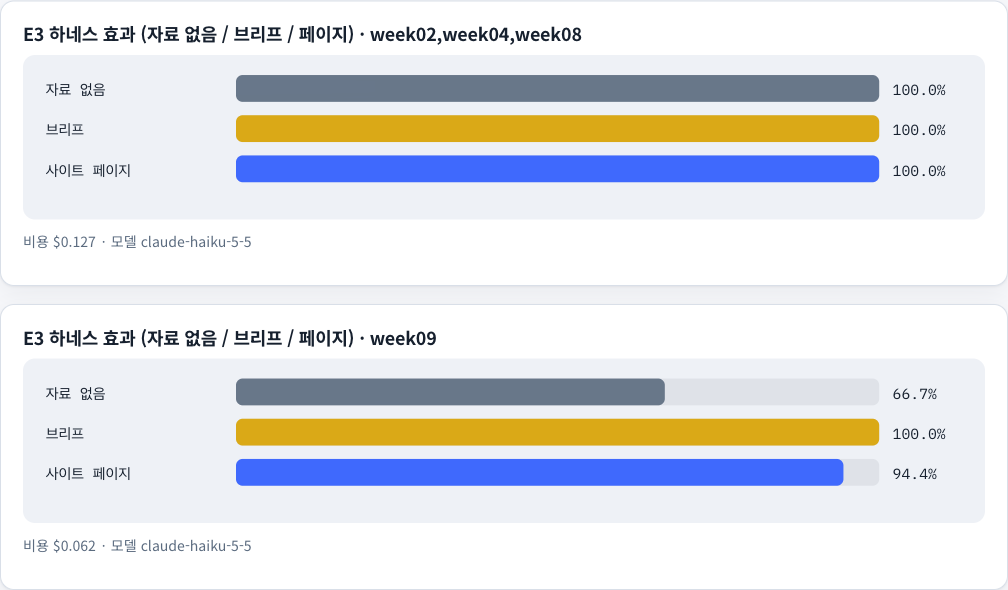 E3 하네스 효과 (자료 없음 / 브리프 / 페이지) · week02,week04,week08
자료 없음 100.0%
브리프 100.0%
사이트 페이지 100.0%
비용 $0.127 · 모델 claude-haiku-5-5
E3 하네스 효과 (자료 없음 / 브리프 / 페이지) · week09
자료 없음 66.7%
브리프 100.0%
사이트 페이지 94.4%
비용 $0.062 · 모델 claude-haiku-5-5